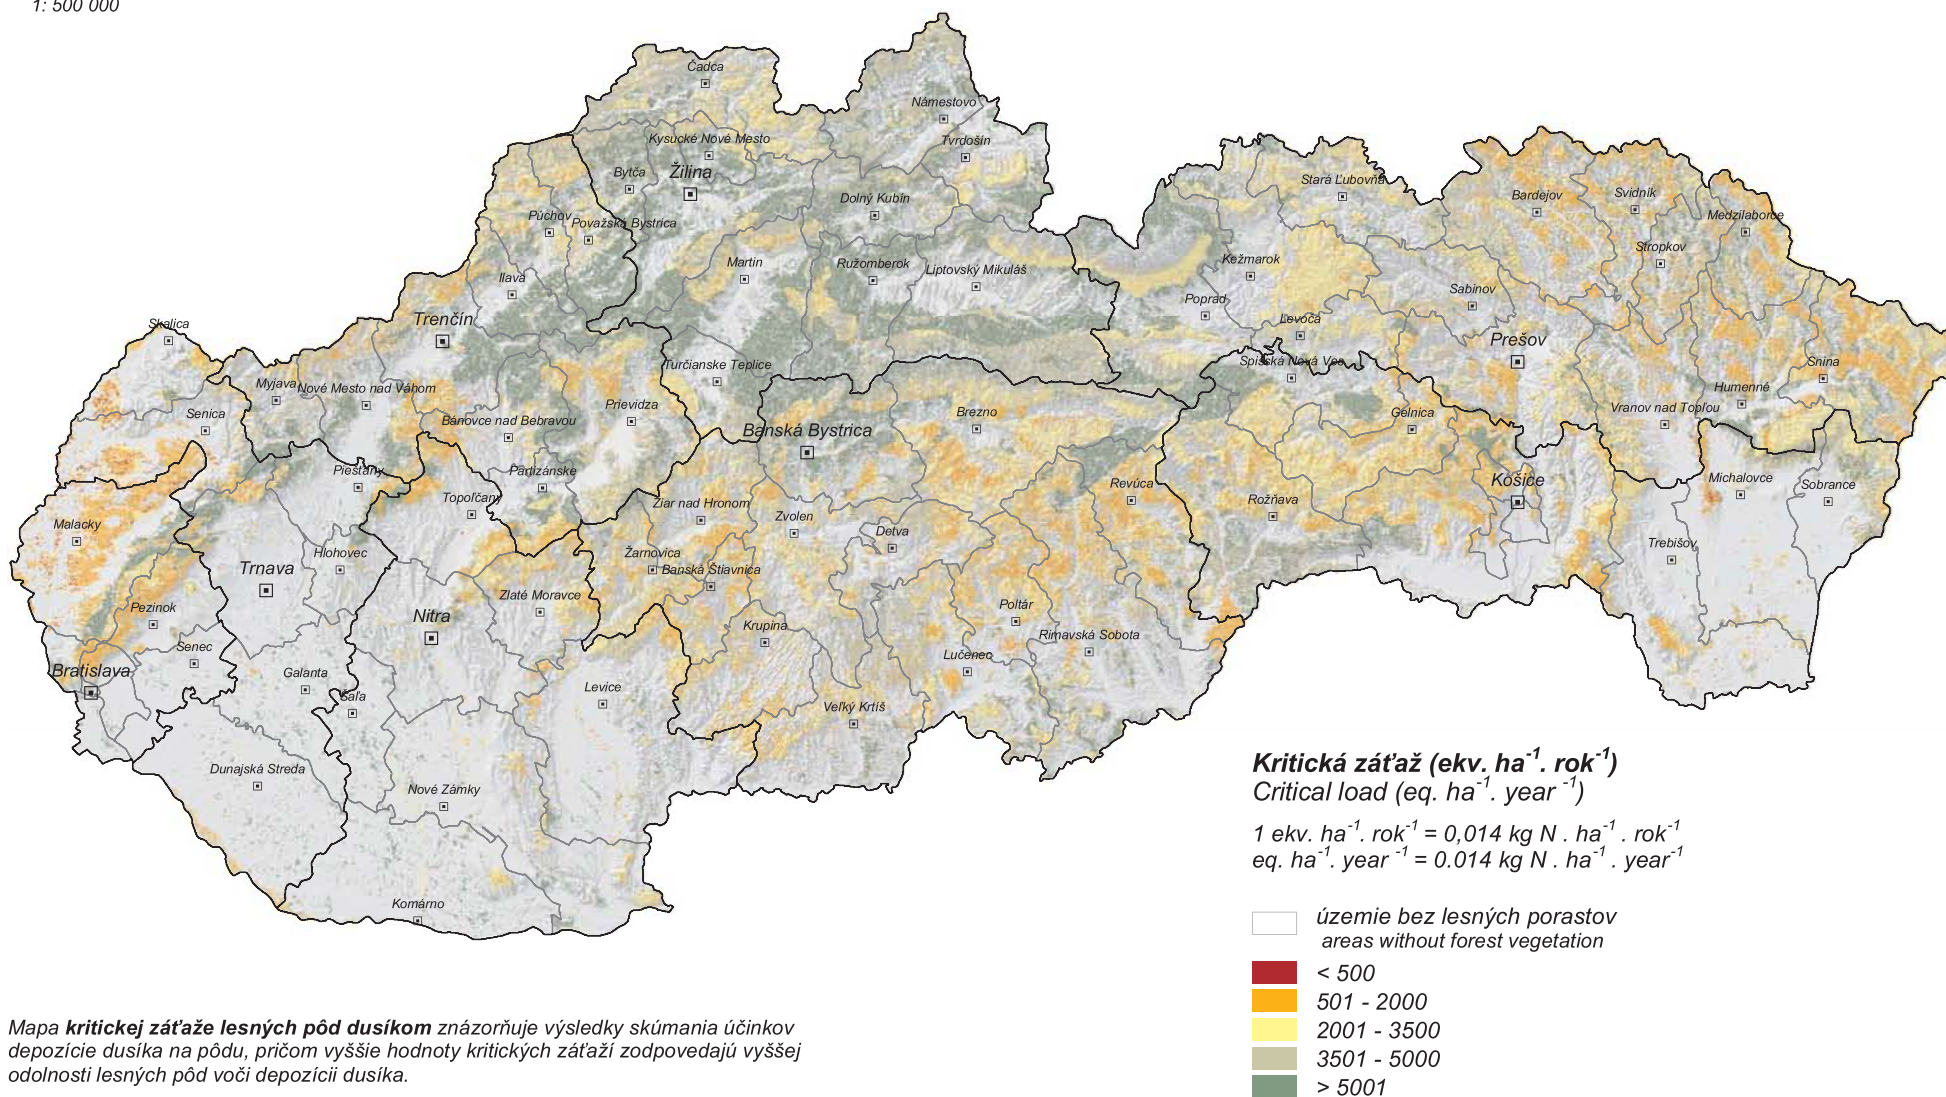 1: 500 000
Čadca
Námestovo
Kysucké Nové Mesto
Tvrdošín
Bytča
Žilina
Stará Ľubovňa
Bardejov
Svidník
Dolný Kubín
Medzilaborce
Púchov
Považská Bystrica
Stropkov
Martin
Ružomberok
Liptovský Mikuláš
Kežmarok
Ilava
Sabinov
Poprad
Trenčín
Levoča
Skalica
Prešov
Turčianske Teplice
Spišská Nová Ves
Snina
Myjava
Nové Mesto nad Váhom
Humenné
Prievidza
Vranov nad Topľou
Senica
Bánovce nad Bebravou
Brezno
Gelnica
Banská Bystrica
Piešťany
Partizánske
Michalovce
Sobrance
Revúca
Košice
Topoľčany
Žiar nad Hronom
Rožňava
Malacky
Zvolen
Detva
Hlohovec
Žarnovica
Trebišov
Trnava
Banská Štiavnica
Pezinok
Zlaté Moravce
Nitra
Poltár
Krupina
Rimavská Sobota
Senec
Lučenec
Bratislava
Galanta
Šaľa
Levice
Veľký Krtíš
Dunajská Streda
Nové Zámky
Komárno
Kritická záťaž (ekv. ha-1. rok-1)
Critical load (eq. ha-1. year -1)
1 ekv. ha-1. rok-1 = 0,014 kg N . ha-1 . rok-1
eq. ha-1. year -1 = 0.014 kg N . ha-1 . year-1
územie bez lesných porastov
areas without forest vegetation
< 500
501 - 2000
2001 - 3500
3501 - 5000
> 5001
Mapa kritickej záťaže lesných pôd dusíkom znázorňuje výsledky skúmania účinkov
depozície dusíka na pôdu, pričom vyššie hodnoty kritických záťaží zodpovedajú vyššej
odolnosti lesných pôd voči depozícii dusíka.